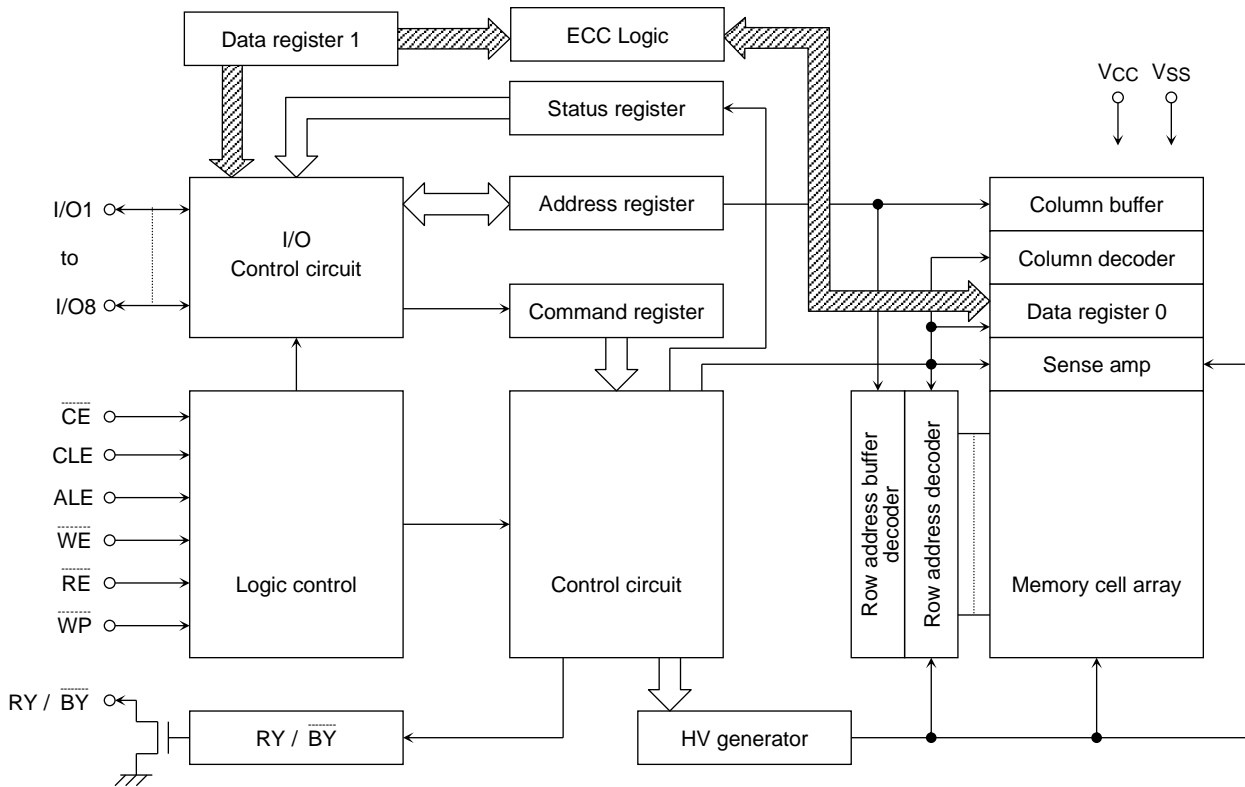 Data register 1
ECC Logic
VCC
VSS
Status register
I/O1
to
I/O8
I/O
Control circuit
Address register
Column buffer
Column decoder
Command register
Data register 0
Sense amp
CE
CLE
ALE
WE
RE
WP
Logic control
Control circuit
Row address buffer
decoder
Row address decoder
Memory cell array
RY / BY
RY / BY
HV generator